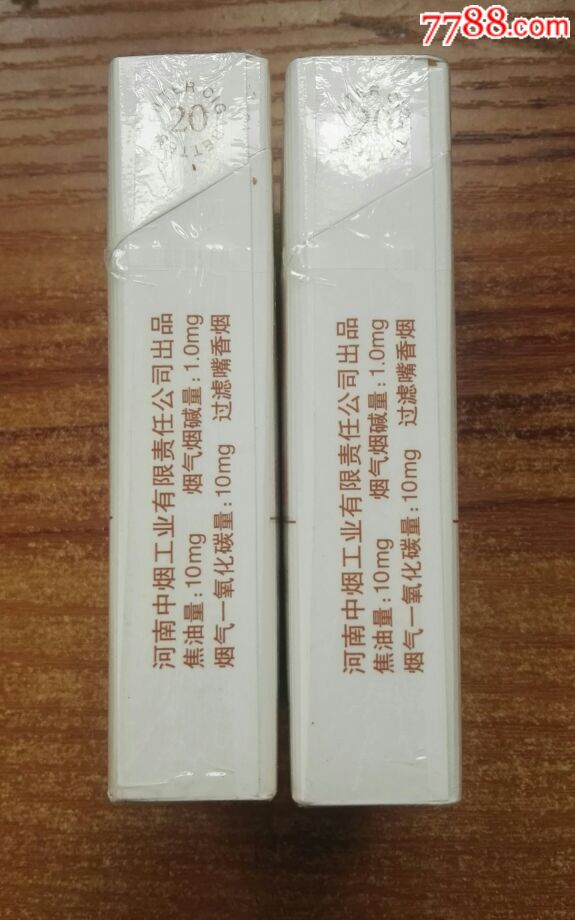 7788.com
FILTER CIGARETTES
20
河南中烟工业有限责任公司出品
焦油量:10mg 烟气烟碱量:1.0mg
烟气一氧化碳量:10mg 过滤嘴香烟
20
河南中烟工业有限责任公司出品
焦油量:10mg 烟气烟碱量:1.0mg
烟气一氧化碳量:10mg 过滤嘴香烟